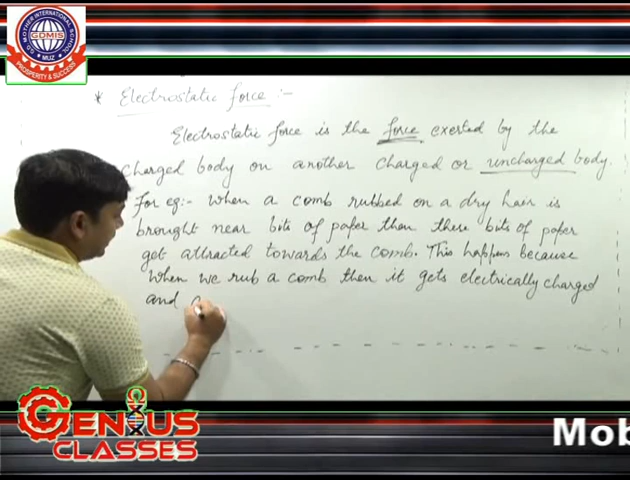 G.D. MOTHER INTERNATIONAL SCHOOL
GDMIS
MUZ
PROSPERITY & SUCCESS
* Electrostatic force :-
Electrostatic force is the force exerted by the
charged body on another charged or uncharged body.
For eg:- when a comb rubbed on a dry hair is
brought near bits of paper then these bits of paper
get attracted towards the comb. This happens because
when we rub a comb then it gets electrically charged
and
GENIUS
CLASSES
Mob